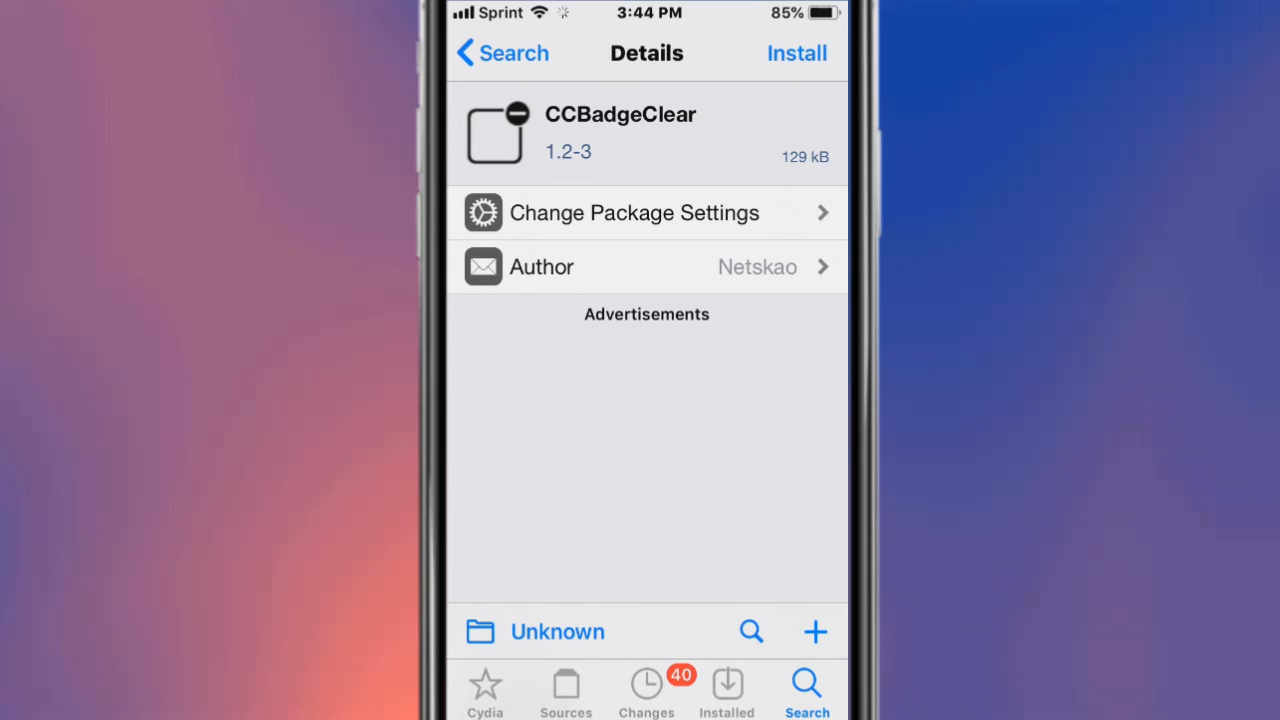 Sprint 3:44 PM 85%
Search Details Install
CCBadgeClear
1.2-3 129 kB
Change Package Settings
Author Netskao
Advertisements
Unknown
40
Cydia Sources Changes Installed Search